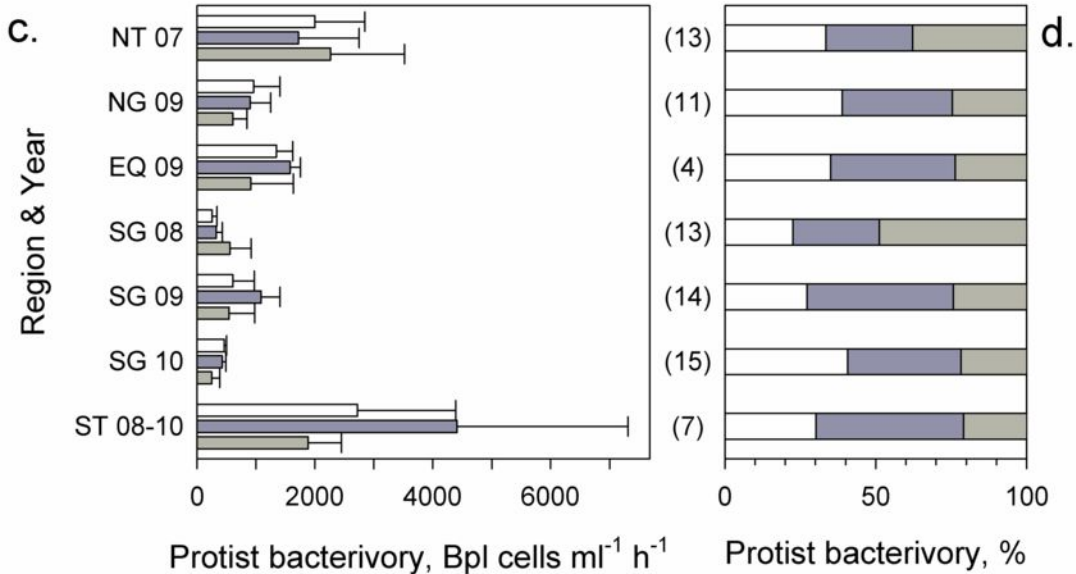 c.
Region & Year
NT 07
NG 09
EQ 09
SG 08
SG 09
SG 10
ST 08-10
0 2000 4000 6000
Protist bacterivory, Bpl cells ml⁻¹ h⁻¹
d.
(13)
(11)
(4)
(13)
(14)
(15)
(7)
0 50 100
Protist bacterivory, %